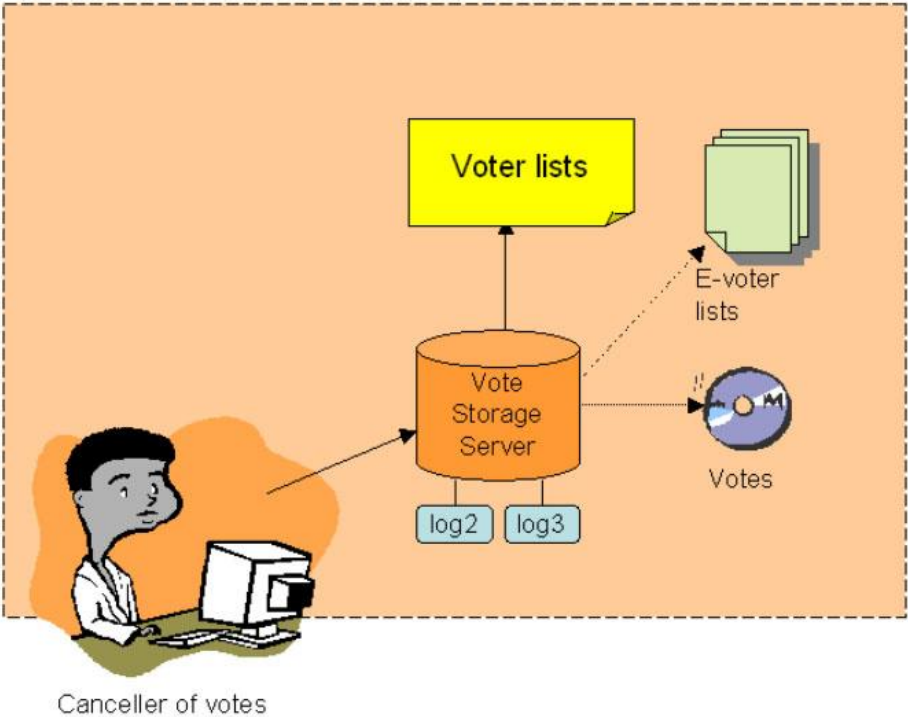 Voter lists
E-voter
lists
Vote
Storage
Server
Votes
log2
log3
Canceller of votes